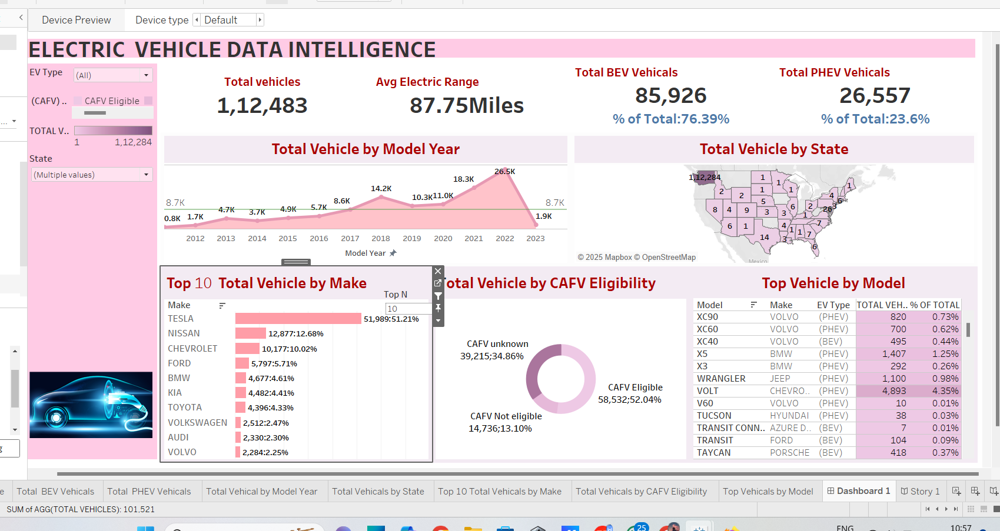 Device Preview
Device type
Default
ELECTRIC  VEHICLE DATA INTELLIGENCE
EV Type
(All)
(CAFV) ..
CAFV Eligible
TOTAL V..
1
1,12,284
State
(Multiple values)
Total vehicles
1,12,483
Avg Electric Range
87.75Miles
Total BEV Vehicals
85,926
% of Total:76.39%
Total PHEV Vehicals
26,557
% of Total:23.6%
Total Vehicle by Model Year
8.7K
8.7K
0.8K
1.7K
4.7K
3.7K
4.9K
5.7K
8.6K
14.2K
10.3K
11.0K
18.3K
26.5K
1.9K
2012 2013 2014 2015 2016 2017 2018 2019 2020 2021 2022 2023
Model Year
Total Vehicle by State
1,12,284
1
1
1
1
2
2
1
4
6
5
8
4
9
3
6
2
26
3
3
1
6
1
4
7
14
3
1
1
7
6
© 2025 Mapbox © OpenStreetMap
Mexico
Top 10 Total Vehicle by Make
Top N
10
Make
TESLA 51,989:51.21%
NISSAN 12,877:12.68%
CHEVROLET 10,177:10.02%
FORD 5,797:5.71%
BMW 4,677:4.61%
KIA 4,482:4.41%
TOYOTA 4,396:4.33%
VOLKSWAGEN 2,512:2.47%
AUDI 2,330:2.30%
VOLVO 2,284:2.25%
otal Vehicle by CAFV Eligibility
CAFV unknown
39,215;34.86%
CAFV Eligible
58,532;52.04%
CAFV Not eligible
14,736;13.10%
Top Vehicle by Model
Model Make EV Type TOTAL VEH.. % OF TOTAL
XC90 VOLVO (PHEV) 820 0.73%
XC60 VOLVO (PHEV) 700 0.62%
XC40 VOLVO (BEV) 495 0.44%
X5 BMW (PHEV) 1,407 1.25%
X3 BMW (PHEV) 292 0.26%
WRANGLER JEEP (PHEV) 1,100 0.98%
VOLT CHEVRO.. (PHEV) 4,893 4.35%
V60 VOLVO (PHEV) 10 0.01%
TUCSON HYUNDAI (PHEV) 38 0.03%
TRANSIT CONN.. AZURE D.. (BEV) 7 0.01%
TRANSIT FORD (BEV) 104 0.09%
TAYCAN PORSCHE (BEV) 418 0.37%
g
e
Total  BEV Vehicals
Total  PHEV Vehicals
Total Vehical by Model Year
Total Vehicals by State
Top 10 Total Vehicals by Make
Total Vehicals by CAFV Eligibility
Top Vehicals by Model
Dashboard 1
Story 1
SUM of AGG(TOTAL VEHICLES): 101,521
25
ENG
10:57